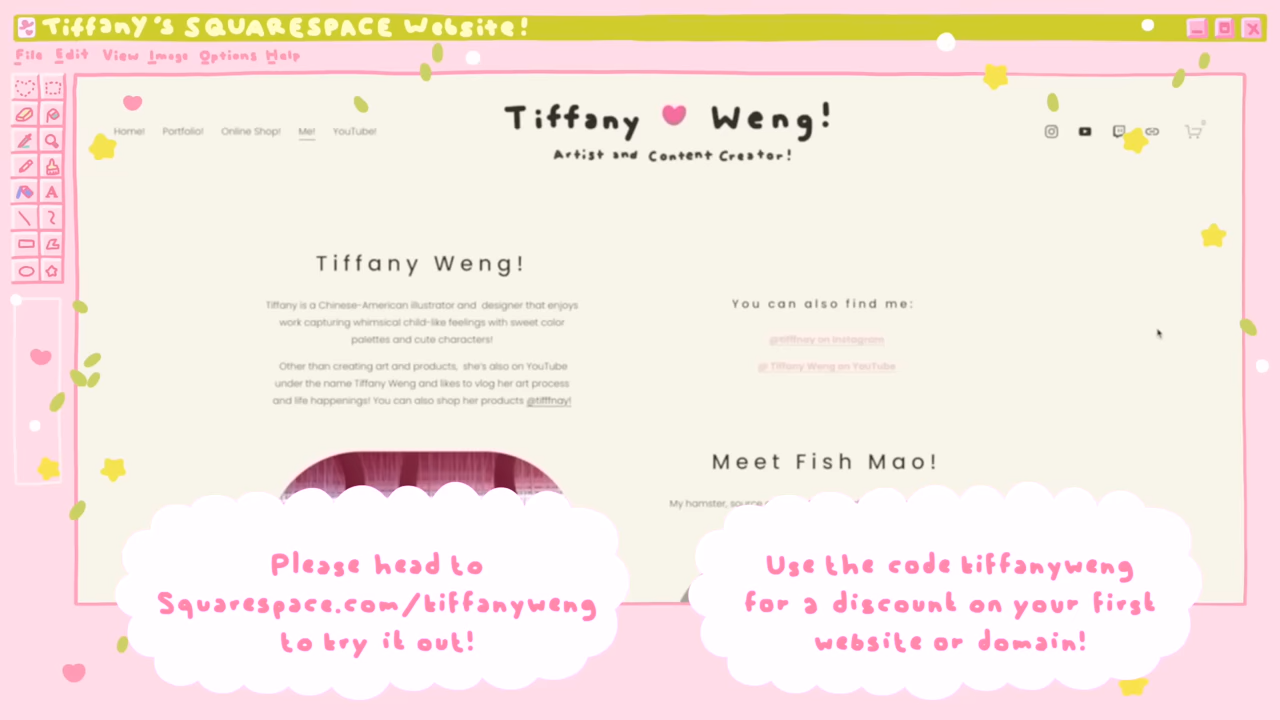 Tiffany's SQUARESPACE Website!
File Edit View Image Options Help
Home! Portfolio! Online Shop! Me! YouTube!
Tiffany Weng!
Artist and Content Creator!
0
Tiffany Weng!
Tiffany is a Chinese-American illustrator and designer that enjoys
work capturing whimsical child-like feelings with sweet color
palettes and cute characters!
Other than creating art and products, she's also on YouTube
under the name Tiffany Weng and likes to vlog her art process
and life happenings! You can also shop her products @tifffnay!
You can also find me:
@tifffnay on Instagram
@ Tiffany Weng on YouTube
Meet Fish Mao!
My hamster, source
Please head to
Squarespace.com/tiffanyweng
to try it out!
Use the code tiffanyweng
for a discount on your first
website or domain!